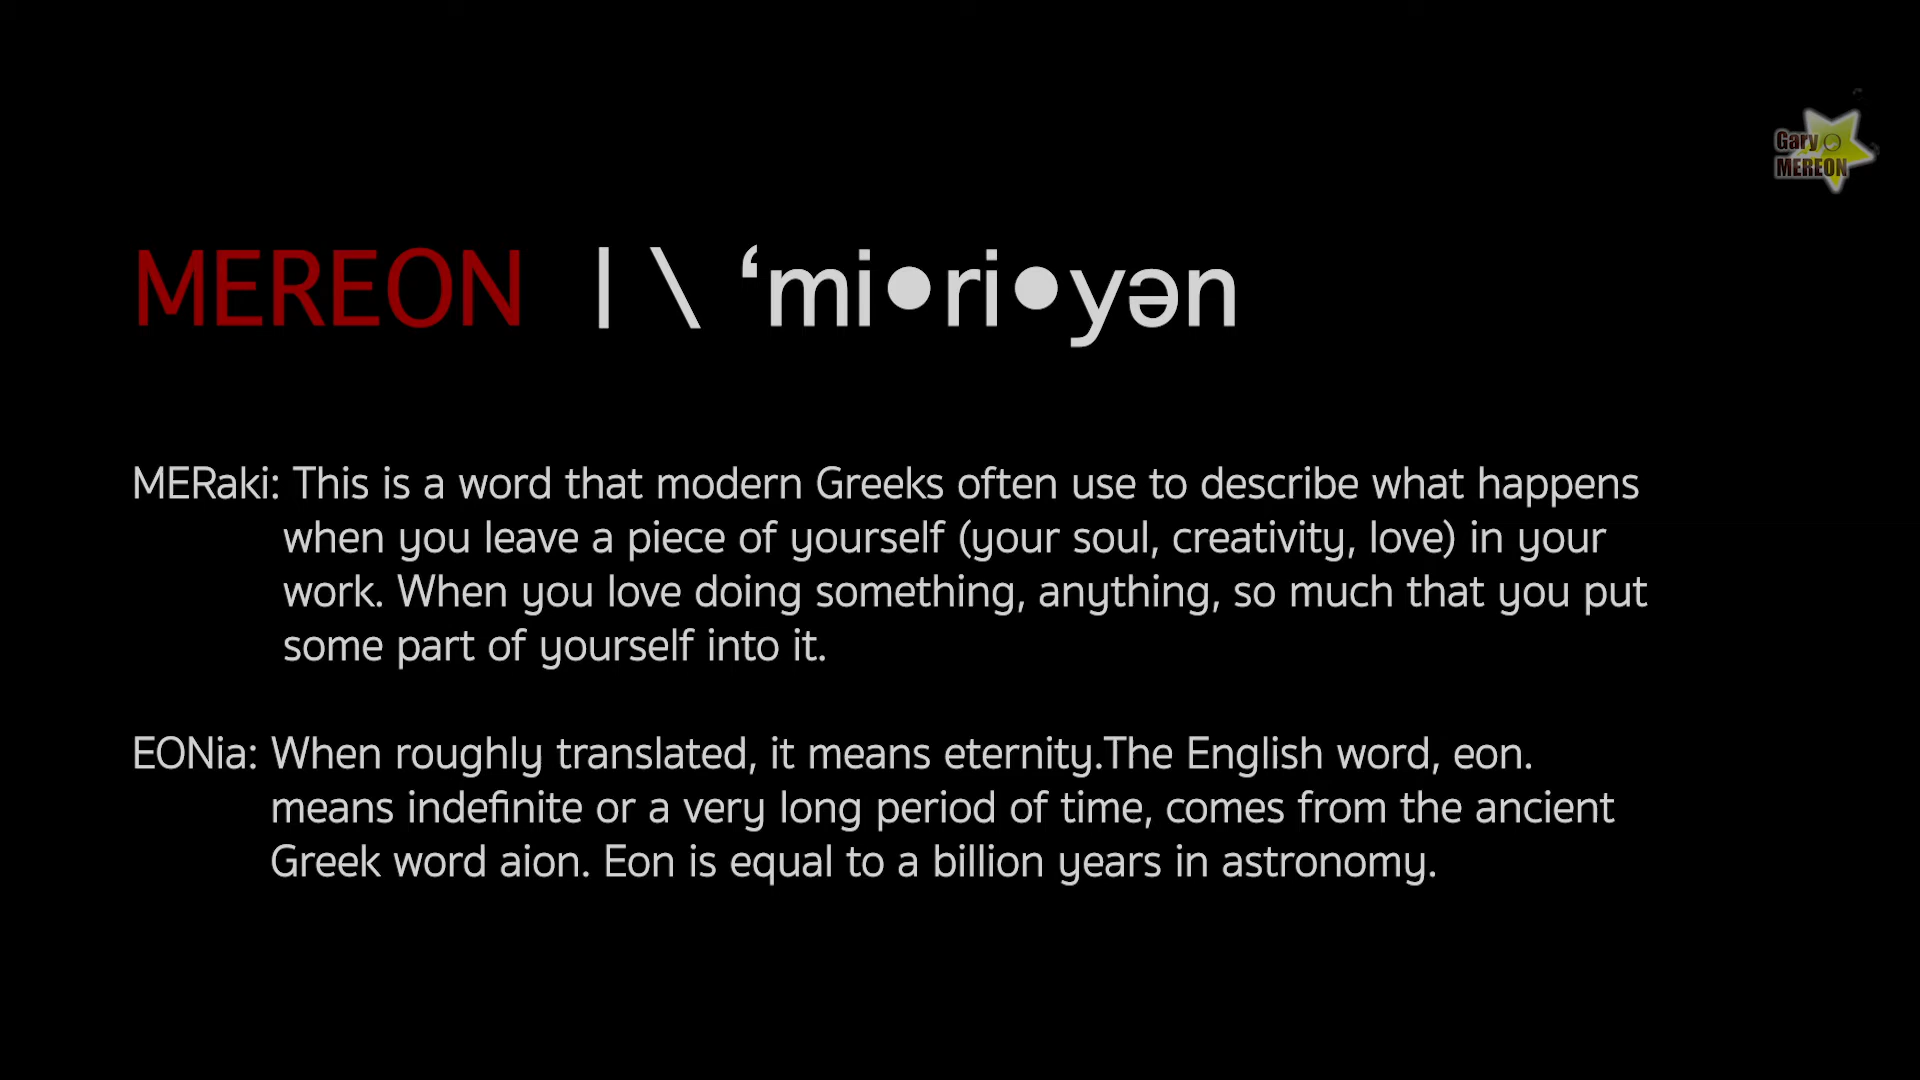 Gary
MEREON
MEREON | \ ‘mi●ri●yən
MERaki: This is a word that modern Greeks often use to describe what happens
when you leave a piece of yourself (your soul, creativity, love) in your
work. When you love doing something, anything, so much that you put
some part of yourself into it.
EONia: When roughly translated, it means eternity.The English word, eon.
means indefinite or a very long period of time, comes from the ancient
Greek word aion. Eon is equal to a billion years in astronomy.